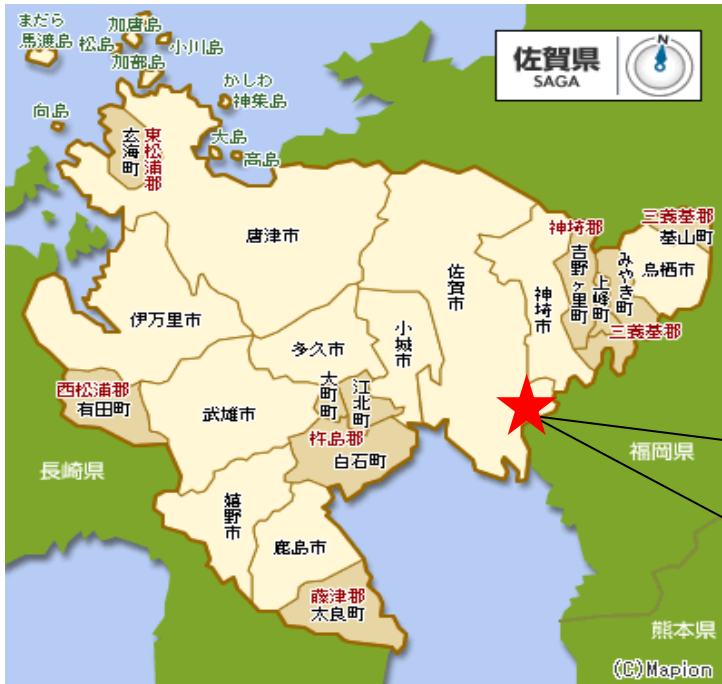 まだら
馬渡島
加唐島
松島
小川島
加部島
かしわ
神集島
向島
大島
高島
佐賀県
SAGA
N
玄海町
東松浦郡
唐津市
佐賀市
神埼郡
吉野ヶ里町
上峰町
みやき町
三養基郡
基山町
鳥栖市
神埼市
三養基郡
伊万里市
多久市
小城市
大町町
江北町
西松浦郡
有田町
武雄市
杵島郡
白石町
長崎県
福岡県
嬉野市
鹿島市
藤津郡
太良町
熊本県
(C)Mapion